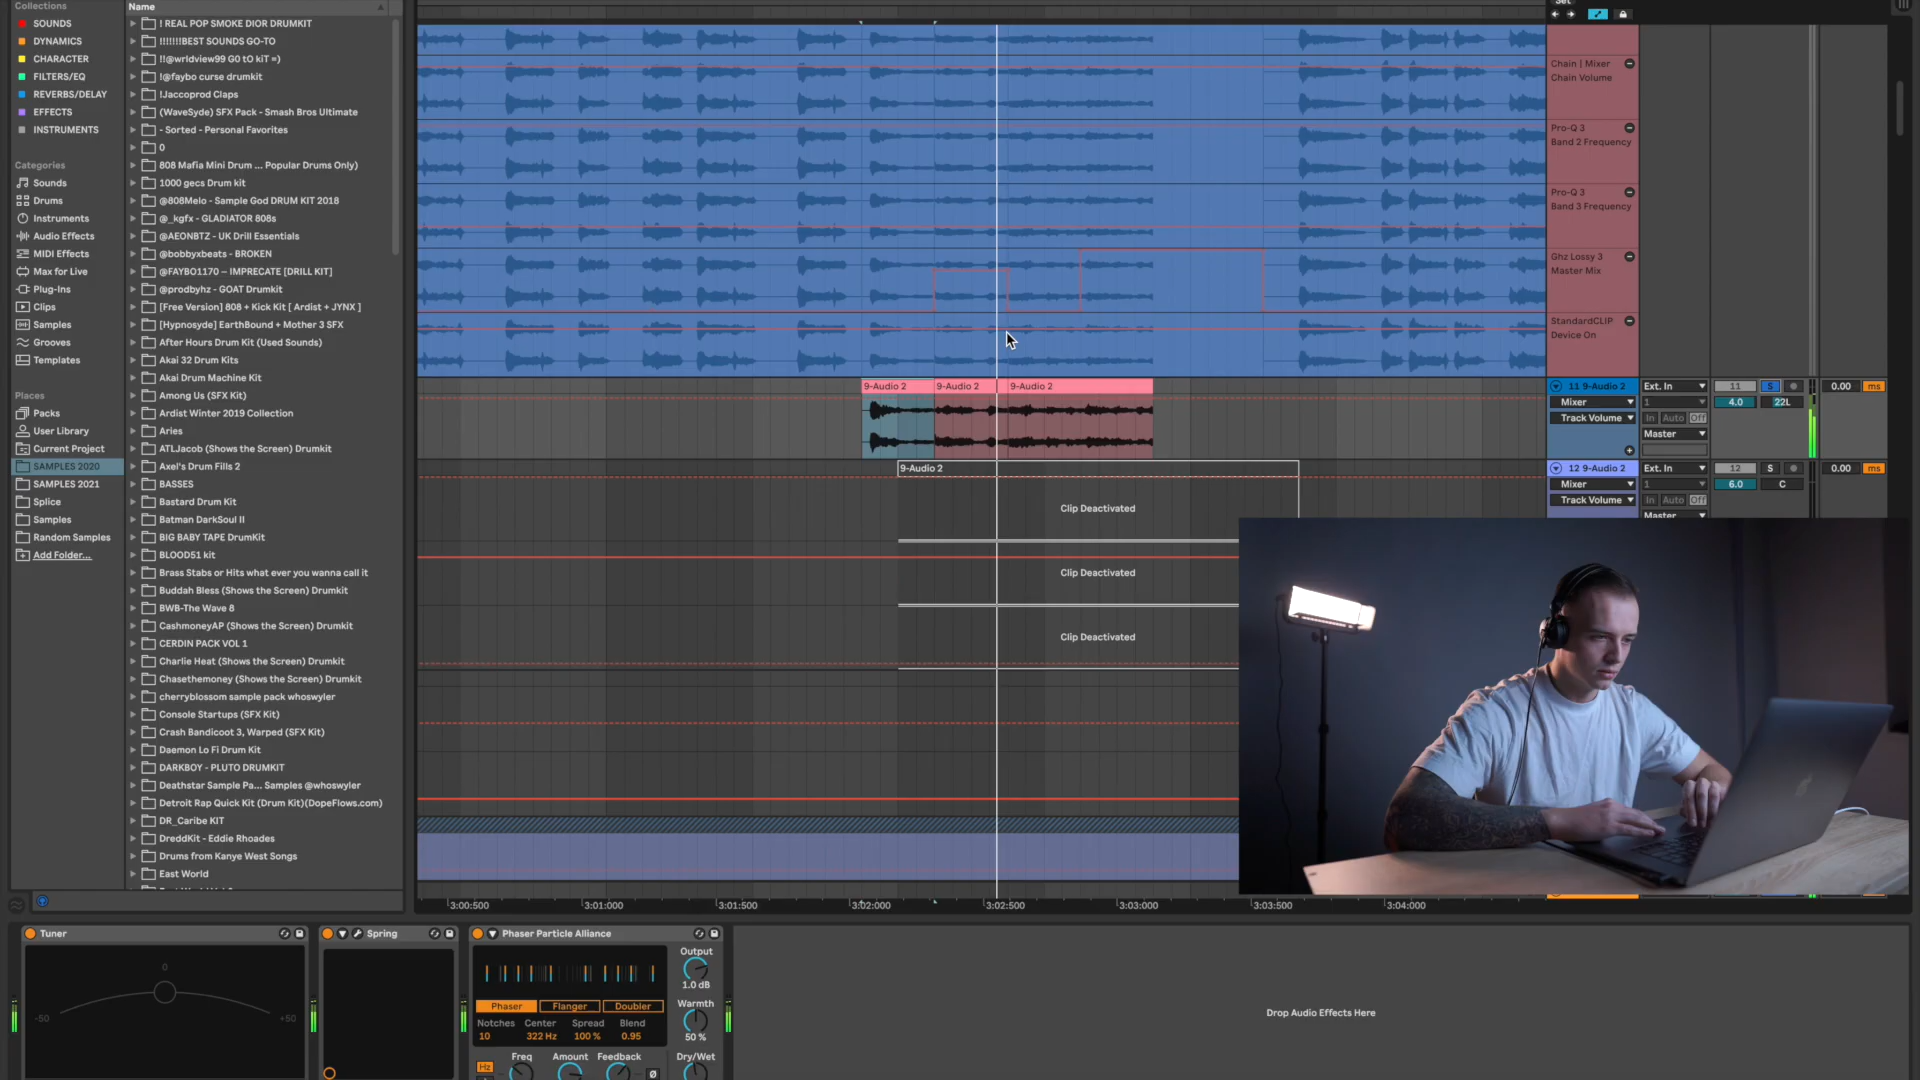 Collections
SOUNDS
DYNAMICS
CHARACTER
FILTERS/EQ
REVERBS/DELAY
EFFECTS
INSTRUMENTS
Categories
Sounds
Drums
Instruments
Audio Effects
MIDI Effects
Max for Live
Plug-Ins
Clips
Samples
Grooves
Templates
Places
Packs
User Library
Current Project
SAMPLES 2020
SAMPLES 2021
Splice
Samples
Random Samples
Add Folder...
Name
! REAL POP SMOKE DIOR DRUMKIT
!!!!!!!BEST SOUNDS GO-TO
!!@wrldview99 G0 tO kiT =)
!@faybo curse drumkit
!Jaccoprod Claps
(WaveSyde) SFX Pack - Smash Bros Ultimate
- Sorted - Personal Favorites
0
808 Mafia Mini Drum ... Popular Drums Only)
1000 gecs Drum kit
@808Melo - Sample God DRUM KIT 2018
@_kgfx - GLADIATOR 808s
@AEONBTZ - UK Drill Essentials
@bobbyxbeats - BROKEN
@FAYBO1170 – IMPRECATE [DRILL KIT]
@prodbyhz - GOAT Drumkit
[Free Version] 808 + Kick Kit [ Ardist + JYNX ]
[Hypnosyde] EarthBound + Mother 3 SFX
After Hours Drum Kit (Used Sounds)
Akai 32 Drum Kits
Akai Drum Machine Kit
Among Us (SFX Kit)
Ardist Winter 2019 Collection
Aries
ATLJacob (Shows the Screen) Drumkit
Axel's Drum Fills 2
BASSES
Bastard Drum Kit
Batman DarkSoul II
BIG BABY TAPE DrumKit
BLOOD51 kit
Brass Stabs or Hits what ever you wanna call it
Buddah Bless (Shows the Screen) Drumkit
BWB-The Wave 8
CashmoneyAP (Shows the Screen) Drumkit
CERDIN PACK VOL 1
Charlie Heat (Shows the Screen) Drumkit
Chasethemoney (Shows the Screen) Drumkit
cherryblossom sample pack whoswyler
Console Startups (SFX Kit)
Crash Bandicoot 3, Warped (SFX Kit)
Daemon Lo Fi Drum Kit
DARKBOY - PLUTO DRUMKIT
Deathstar Sample Pa... Samples @whoswyler
Detroit Rap Quick Kit (Drum Kit)(DopeFlows.com)
DR_Caribe KIT
DreddKit - Eddie Rhoades
Drums from Kanye West Songs
East World
9-Audio 2
9-Audio 2
9-Audio 2
9-Audio 2
Clip Deactivated
Clip Deactivated
Clip Deactivated
3:00:500
3:01:000
3:01:500
3:02:000
3:02:500
3:03:000
3:03:500
3:04:000
Set
Chain | Mixer
Chain Volume
Pro-Q 3
Band 2 Frequency
Pro-Q 3
Band 3 Frequency
Ghz Lossy 3
Master Mix
StandardCLIP
Device On
11 9-Audio 2
Mixer
Track Volume
Ext. In
1
In Auto Off
Master
11
S
0.00
ms
4.0
22L
12 9-Audio 2
Mixer
Track Volume
Ext. In
1
In Auto Off
Master
12
S
0.00
ms
6.0
C
Tuner
0
-50
+50
Spring
Phaser Particle Alliance
Phaser
Flanger
Doubler
Notches
Center
Spread
Blend
10
322 Hz
100 %
0.95
Hz
Freq
Amount
Feedback
Ø
Output
1.0 dB
Warmth
50 %
Dry/Wet
Drop Audio Effects Here